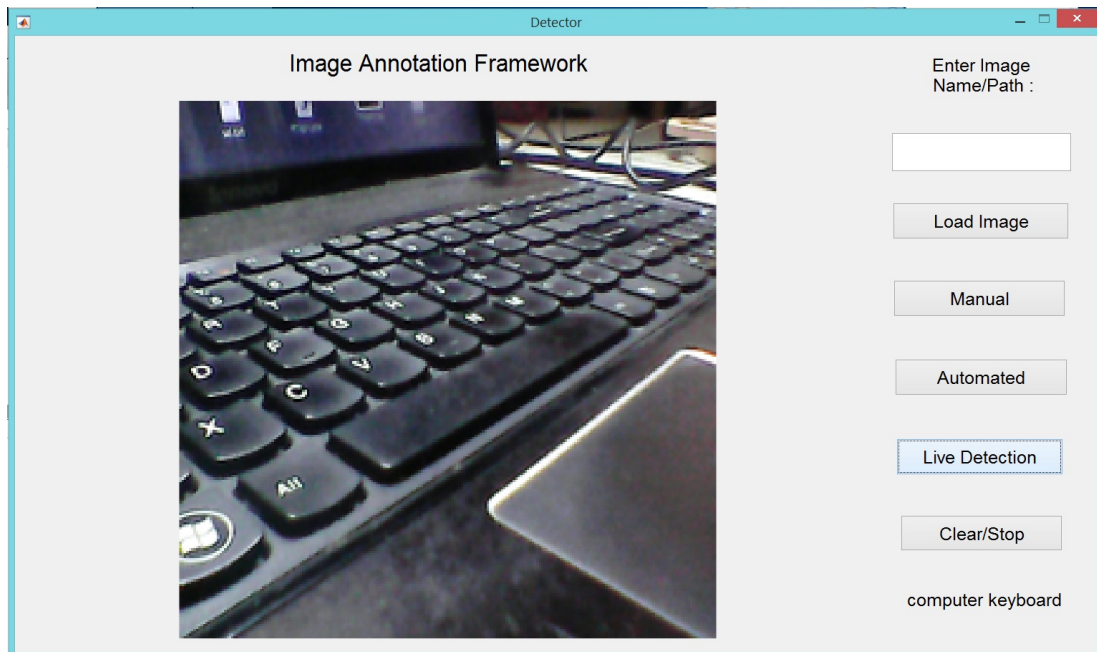 Detector
Image Annotation Framework
Enter Image
Name/Path :
Load Image
Manual
Automated
Live Detection
Clear/Stop
computer keyboard
lenovo
R
T
Y
D
F
G
H
X
C
V
B
N
M
Alt